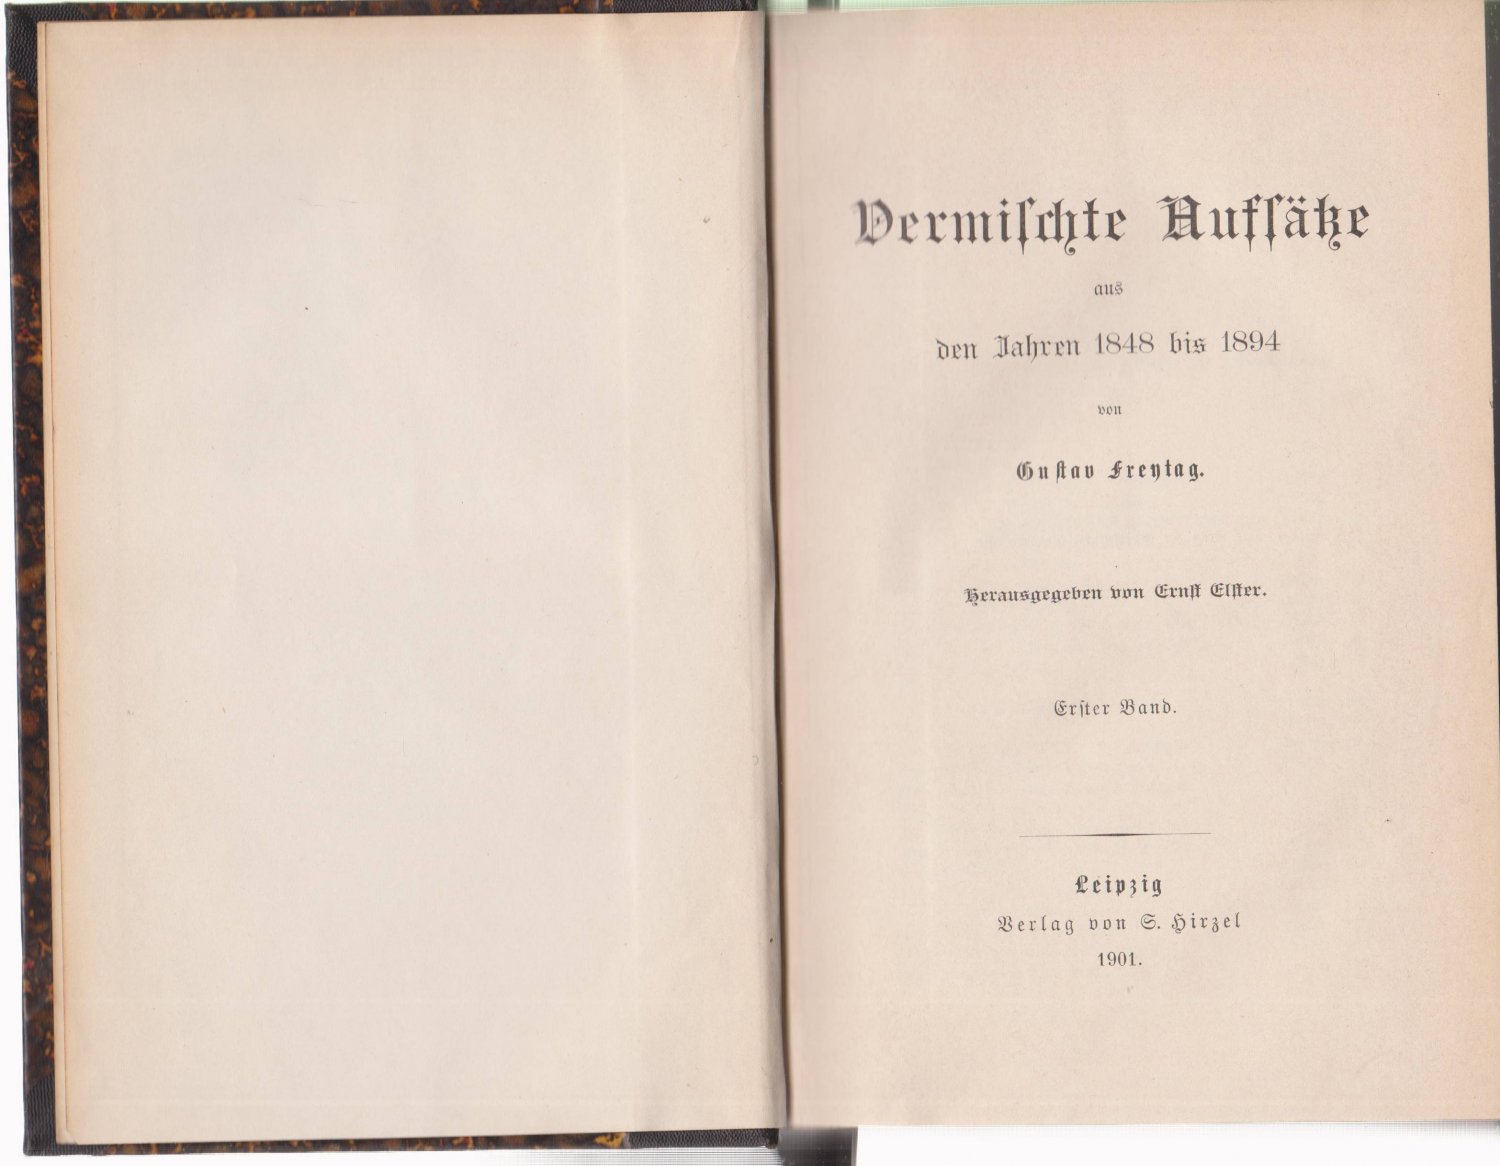 Vermiſchte Aufſätze
aus
den Jahren 1848 bis 1894
von
Guſtav Freytag.
Herausgegeben von Ernſt Elſter.
Erſter Band.
Leipzig
Verlag von S. Hirzel
1901.